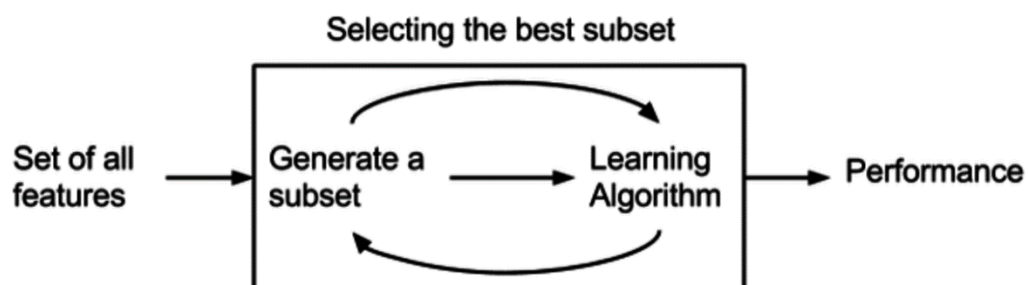 Selecting the best subset
Set of all
features
Generate a
subset
Learning
Algorithm
Performance